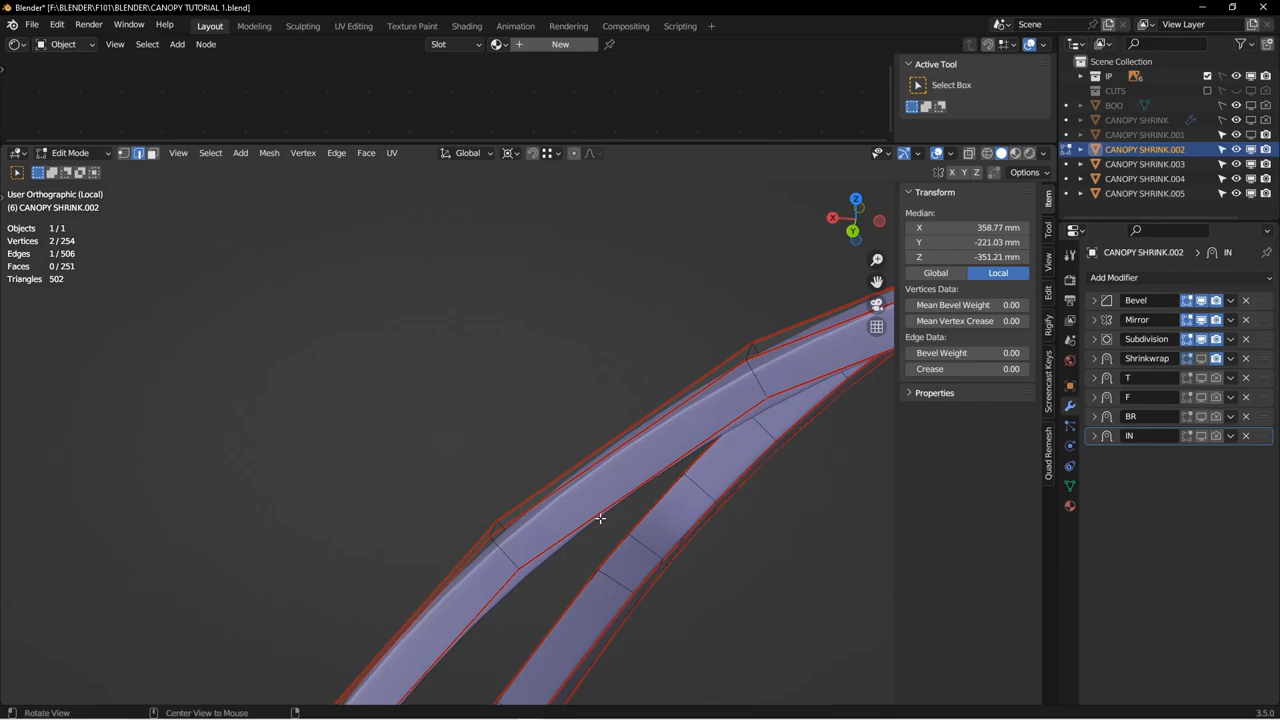 Blender* [F:\BLENDER\F101\BLENDER\CANOPY TUTORIAL 1.blend]
File Edit Render Window Help Layout Modeling Sculpting UV Editing Texture Paint Shading Animation Rendering Compositing Scripting Scene View Layer
Object View Select Add Node Slot New
Active Tool
Select Box
Scene Collection
IP 6
CUTS
BOO
CANOPY SHRINK
CANOPY SHRINK.001
CANOPY SHRINK.002
CANOPY SHRINK.003
CANOPY SHRINK.004
CANOPY SHRINK.005
Edit Mode View Select Add Mesh Vertex Edge Face UV Global
X Y Z Options
User Orthographic (Local)
(6) CANOPY SHRINK.002
Objects 1 / 1
Vertices 2 / 254
Edges 1 / 506
Faces 0 / 251
Triangles 502
X Y Z
Transform
Median:
X 358.77 mm
Y -221.03 mm
Z -351.21 mm
Global Local
Vertices Data:
Mean Bevel Weight 0.00
Mean Vertex Crease 0.00
Edge Data:
Bevel Weight 0.00
Crease 0.00
Properties
Item
Tool
View
Edit
Rigify
Screencast Keys
Quad Remesh
CANOPY SHRINK.002 IN
Add Modifier
Bevel
Mirror
Subdivision
Shrinkwrap
T
F
BR
IN
Rotate View Center View to Mouse 3.5.0